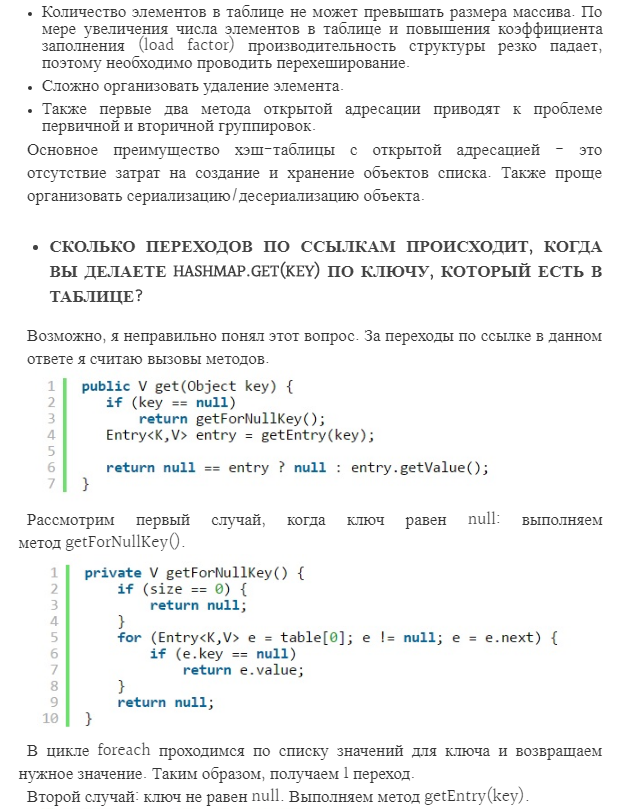 • Количество элементов в таблице не может превышать размера массива. По
мере увеличения числа элементов в таблице и повышения коэффициента
заполнения (load factor) производительность структуры резко падает,
поэтому необходимо проводить перехеширование.
• Сложно организовать удаление элемента.
• Также первые два метода открытой адресации приводят к проблеме
первичной и вторичной группировок.
Основное преимущество хэш-таблицы с открытой адресацией - это
отсутствие затрат на создание и хранение объектов списка. Также проще
организовать сериализацию/десериализацию объекта.
• СКОЛЬКО ПЕРЕХОДОВ ПО ССЫЛКАМ ПРОИСХОДИТ, КОГДА
ВЫ ДЕЛАЕТЕ HASHMAP.GET(KEY) ПО КЛЮЧУ, КОТОРЫЙ ЕСТЬ В
ТАБЛИЦЕ?
Возможно, я неправильно понял этот вопрос. За переходы по ссылке в данном
ответе я считаю вызовы методов.
1 public V get(Object key) {
2 if (key == null)
3 return getForNullKey();
4 Entry<K,V> entry = getEntry(key);
5
6 return null == entry ? null : entry.getValue();
7 }
Рассмотрим первый случай, когда ключ равен null: выполняем
метод getForNullKey().
1 private V getForNullKey() {
2 if (size == 0) {
3 return null;
4 }
5 for (Entry<K,V> e = table[0]; e != null; e = e.next) {
6 if (e.key == null)
7 return e.value;
8 }
9 return null;
10 }
В цикле foreach проходимся по списку значений для ключа и возвращаем
нужное значение. Таким образом, получаем 1 переход.
Второй случай: ключ не равен null. Выполняем метод getEntry(key).